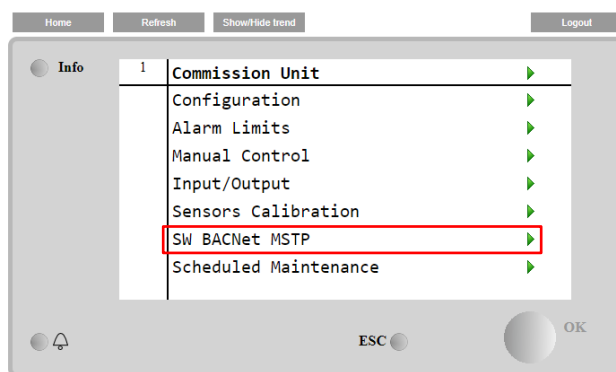 Home Refresh Show/Hide trend Logout
Info
1 Commission Unit
Configuration
Alarm Limits
Manual Control
Input/Output
Sensors Calibration
SW BACNet MSTP
Scheduled Maintenance
ESC OK